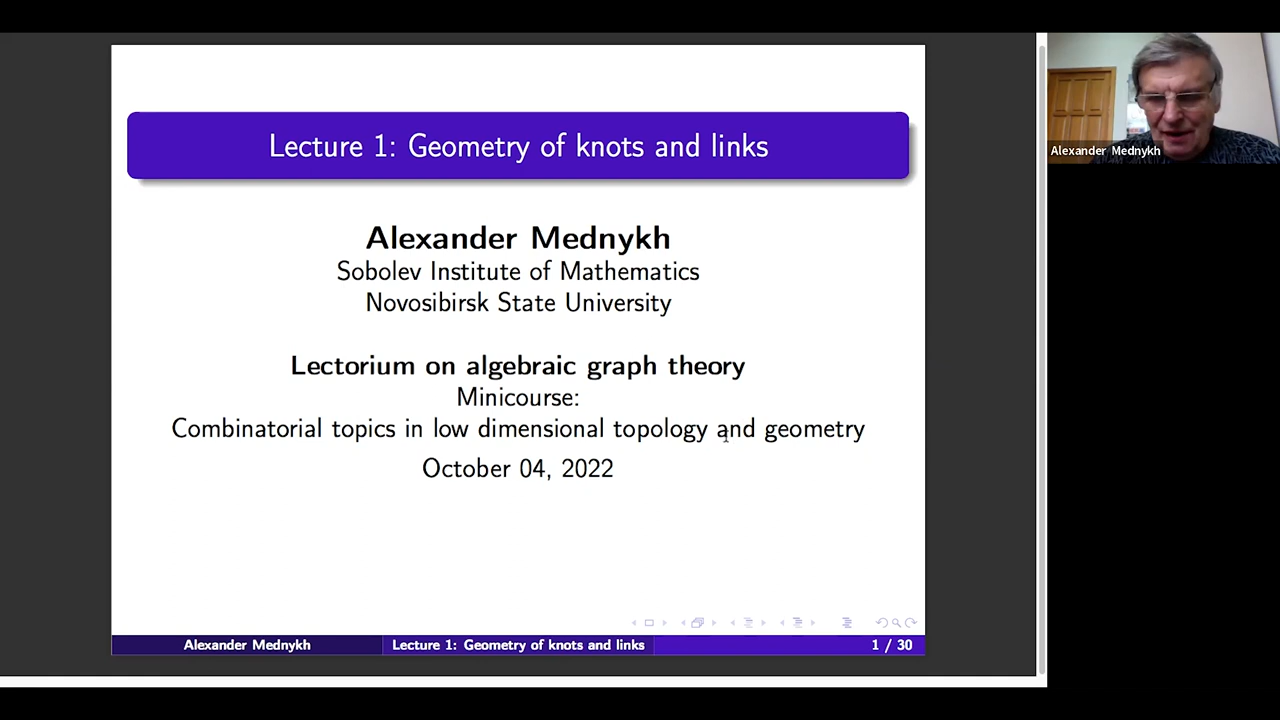 Lecture 1: Geometry of knots and links
Alexander Mednykh
Sobolev Institute of Mathematics
Novosibirsk State University
Lectorium on algebraic graph theory
Minicourse:
Combinatorial topics in low dimensional topology and geometry
October 04, 2022
Alexander Mednykh
Lecture 1: Geometry of knots and links
1 / 30
Alexander Mednykh